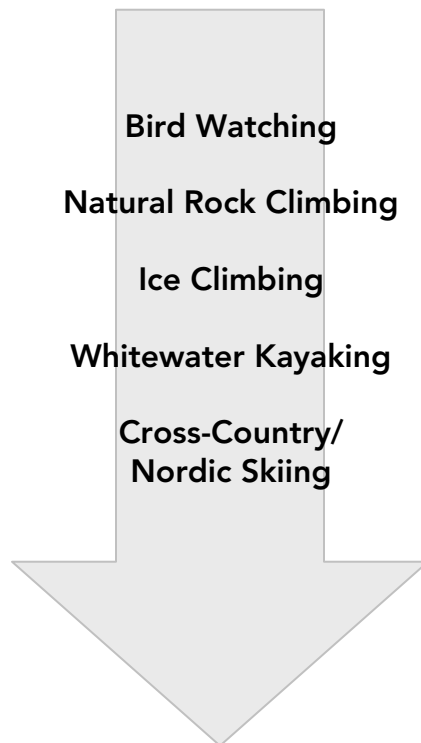 Bird Watching
Natural Rock Climbing
Ice Climbing
Whitewater Kayaking
Cross-Country/
Nordic Skiing